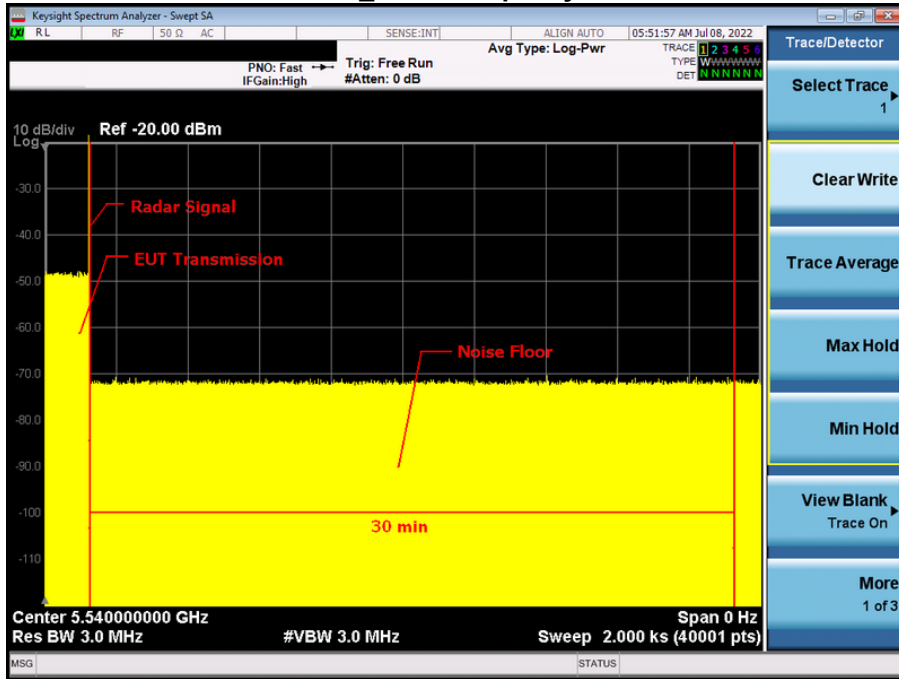 Keysight Spectrum Analyzer - Swept SA
LXI RL RF 50 Ω AC SENSE:INT ALIGN AUTO 05:51:57 AM Jul 08, 2022
Avg Type: Log-Pwr
TRACE 1 2 3 4 5 6
TYPE WWWWWW
DET N N N N N N
PNO: Fast
IFGain:High
Trig: Free Run
#Atten: 0 dB
10 dB/div Ref -20.00 dBm
Log
-30.0
-40.0
-50.0
-60.0
-70.0
-80.0
-90.0
-100
-110
Radar Signal
EUT Transmission
Noise Floor
30 min
Center 5.540000000 GHz Span 0 Hz
Res BW 3.0 MHz #VBW 3.0 MHz Sweep 2.000 ks (40001 pts)
MSG STATUS
Trace/Detector
Select Trace
1
Clear Write
Trace Average
Max Hold
Min Hold
View Blank
Trace On
More
1 of 3